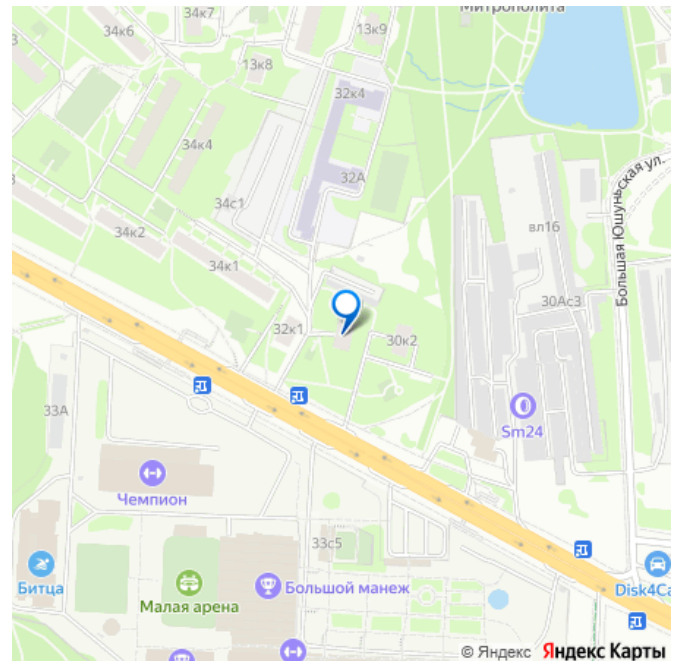 34к6
34к7
13к9
Митрополита
13к8
32к4
34к4
32А
34с1
вл16
Большая Юшуньская ул.
34к2
34к1
30Ас3
32к1
30к2
33А
Sm24
Чемпион
33с5
Битца
Большой манеж
Малая арена
Disk4Ca
© Яндекс Яндекс Карты